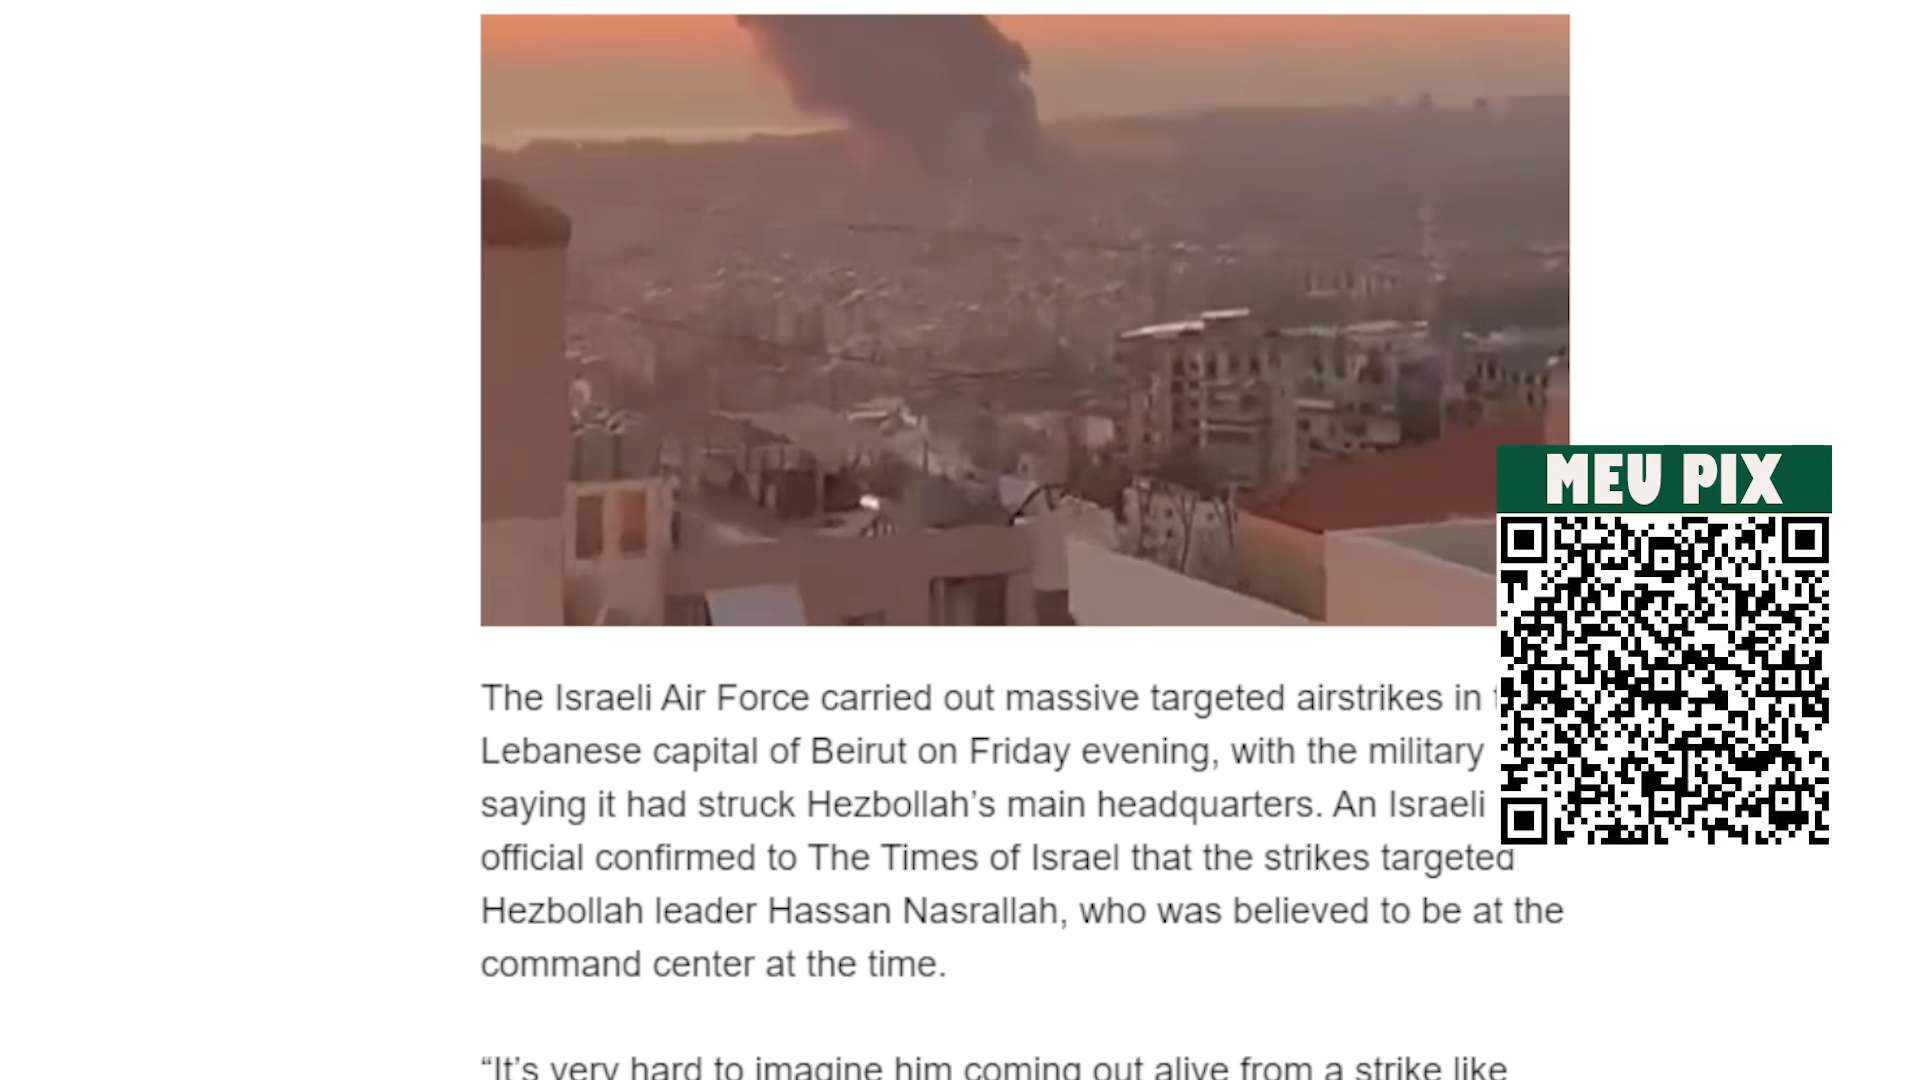 MEU PIX
The Israeli Air Force carried out massive targeted airstrikes in
Lebanese capital of Beirut on Friday evening, with the military
saying it had struck Hezbollah’s main headquarters. An Israeli
official confirmed to The Times of Israel that the strikes targeted
Hezbollah leader Hassan Nasrallah, who was believed to be at the
command center at the time.
“It’s very hard to imagine him coming out alive from a strike like